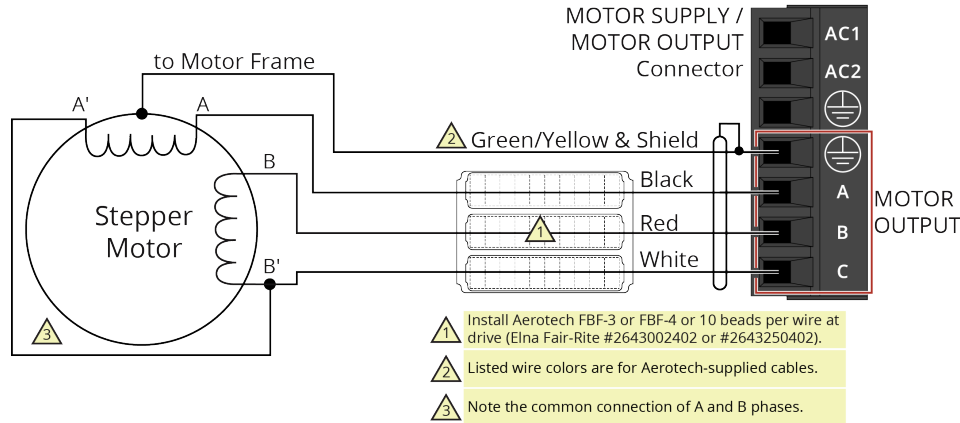 MOTOR SUPPLY /
MOTOR OUTPUT
Connector
AC1
AC2
to Motor Frame
A'
A
2
Green/Yellow & Shield
B
Black
A
MOTOR
OUTPUT
Stepper
Motor
1
Red
B
B'
White
C
3
1
Install Aerotech FBF-3 or FBF-4 or 10 beads per wire at
drive (Elna Fair-Rite #2643002402 or #2643250402).
2
Listed wire colors are for Aerotech-supplied cables.
3
Note the common connection of A and B phases.